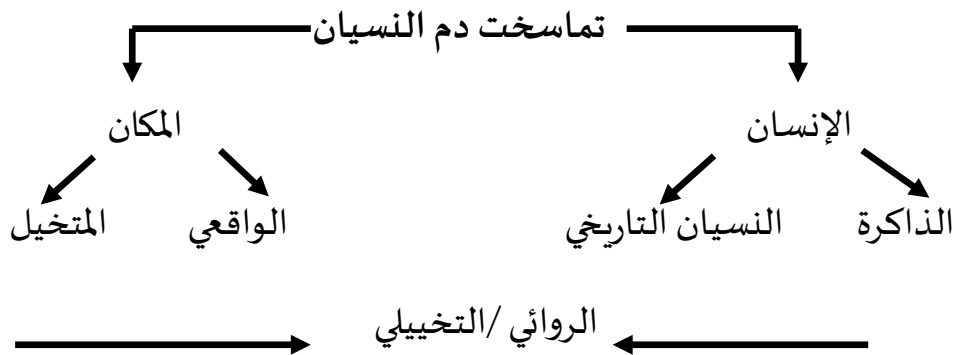 تماسخت دم النسيان
الإنسان المكان
الذاكرة النسيان التاريخي الواقعي المتخيل
الروائي /التخييلي